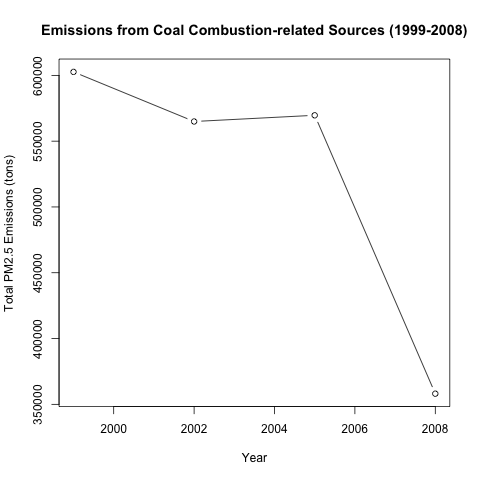 Emissions from Coal Combustion-related Sources (1999-2008)
Total PM2.5 Emissions (tons)
600000
550000
500000
450000
400000
350000
2000 2002 2004 2006 2008
Year